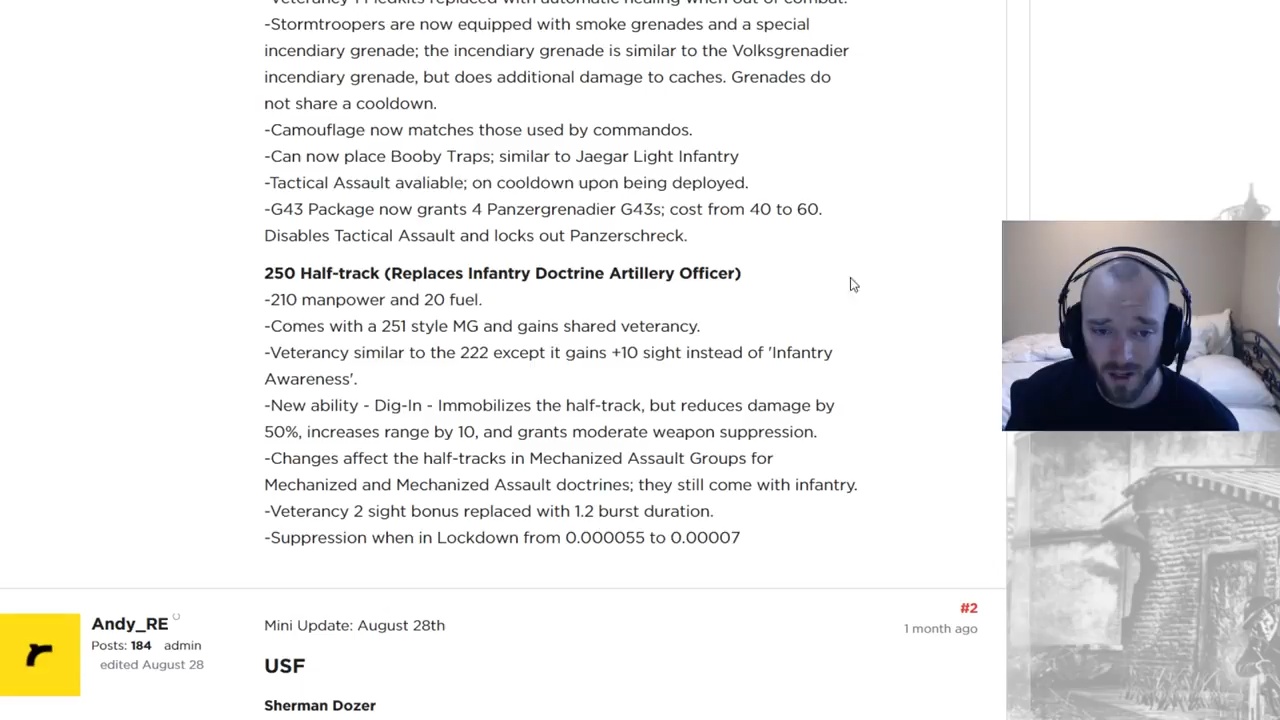 -Veterancy 1 Medkits replaced with automatic healing when out of combat.
-Stormtroopers are now equipped with smoke grenades and a special
incendiary grenade; the incendiary grenade is similar to the Volksgrenadier
incendiary grenade, but does additional damage to caches. Grenades do
not share a cooldown.
-Camouflage now matches those used by commandos.
-Can now place Booby Traps; similar to Jaegar Light Infantry
-Tactical Assault avaliable; on cooldown upon being deployed.
-G43 Package now grants 4 Panzergrenadier G43s; cost from 40 to 60.
Disables Tactical Assault and locks out Panzerschreck.
250 Half-track (Replaces Infantry Doctrine Artillery Officer)
-210 manpower and 20 fuel.
-Comes with a 251 style MG and gains shared veterancy.
-Veterancy similar to the 222 except it gains +10 sight instead of 'Infantry
Awareness'.
-New ability - Dig-In - Immobilizes the half-track, but reduces damage by
50%, increases range by 10, and grants moderate weapon suppression.
-Changes affect the half-tracks in Mechanized Assault Groups for
Mechanized and Mechanized Assault doctrines; they still come with infantry.
-Veterancy 2 sight bonus replaced with 1.2 burst duration.
-Suppression when in Lockdown from 0.000055 to 0.00007
Andy_RE
Posts: 184 admin
edited August 28
#2
1 month ago
Mini Update: August 28th
USF
Sherman Dozer